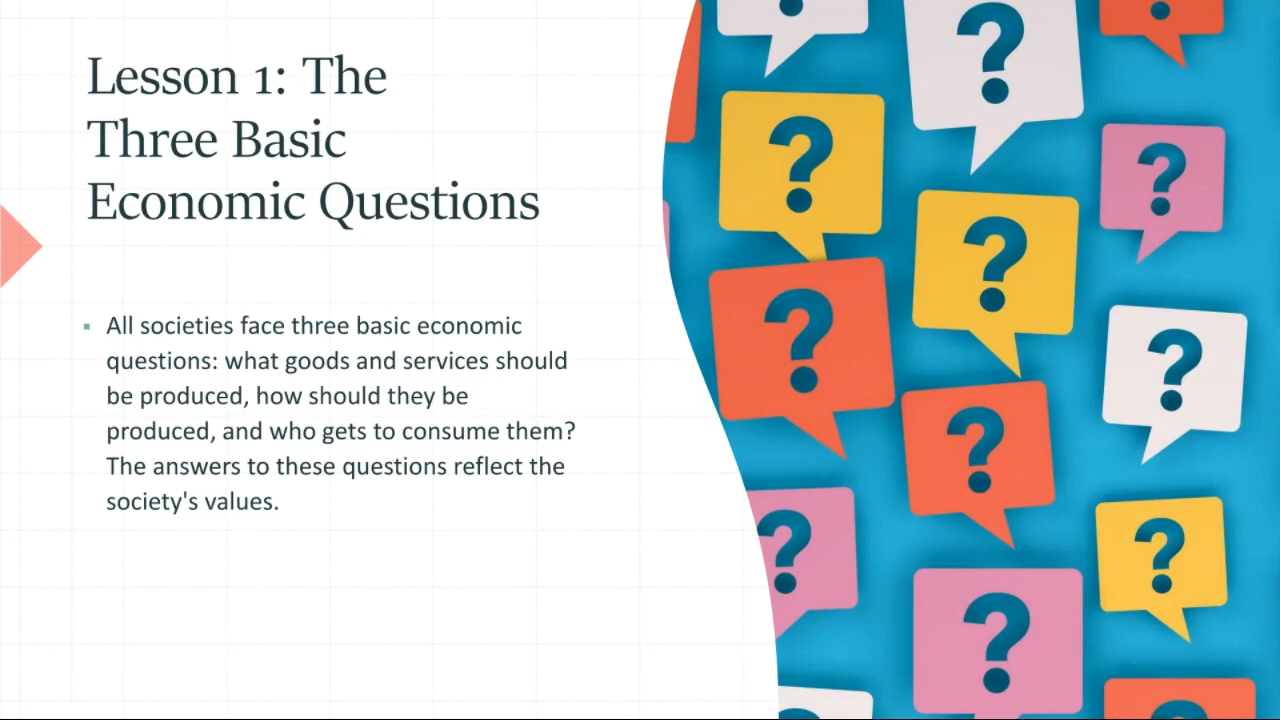 Lesson 1: The
Three Basic
Economic Questions
▪ All societies face three basic economic
questions: what goods and services should
be produced, how should they be
produced, and who gets to consume them?
The answers to these questions reflect the
society's values.
?
?
?
?
?
?
?
?
?
?
?
?